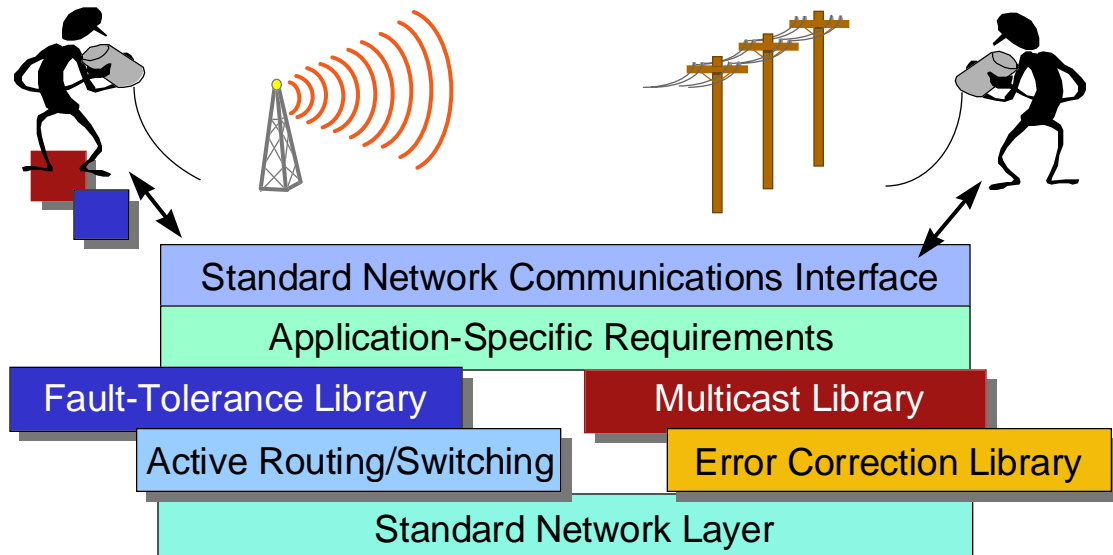 Standard Network Communications Interface
Application-Specific Requirements
Fault-Tolerance Library
Multicast Library
Active Routing/Switching
Error Correction Library
Standard Network Layer